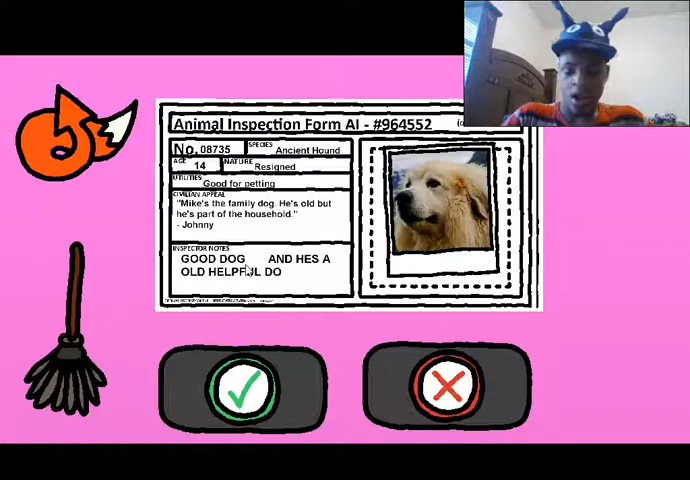 Animal Inspection Form AI - #964552
No. 08735
SPECIES
Ancient Hound
AGE
14
NATURE
Resigned
UTILITIES
Good for petting
CIVILIAN APPEAL
"Mike's the family dog. He's old but
he's part of the household."
- Johnny
INSPECTOR NOTES
GOOD DOG AND HES A
OLD HELPFUL DO